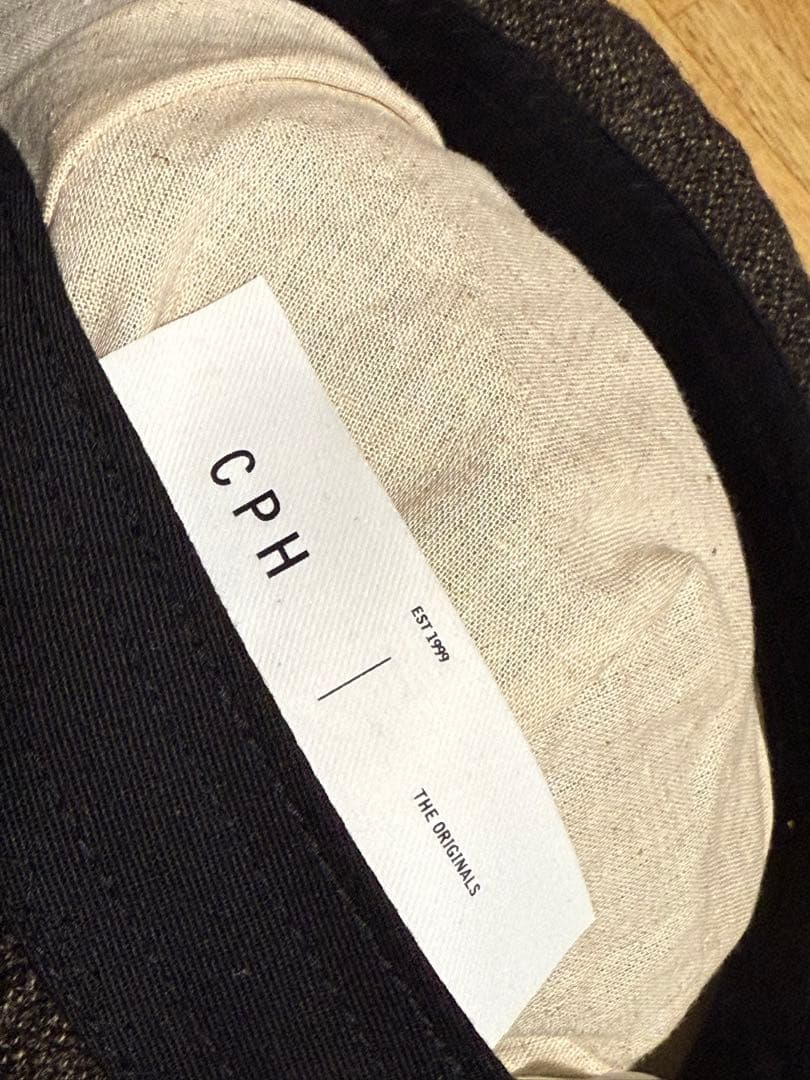 CPH
EST 1999
THE ORIGINALS